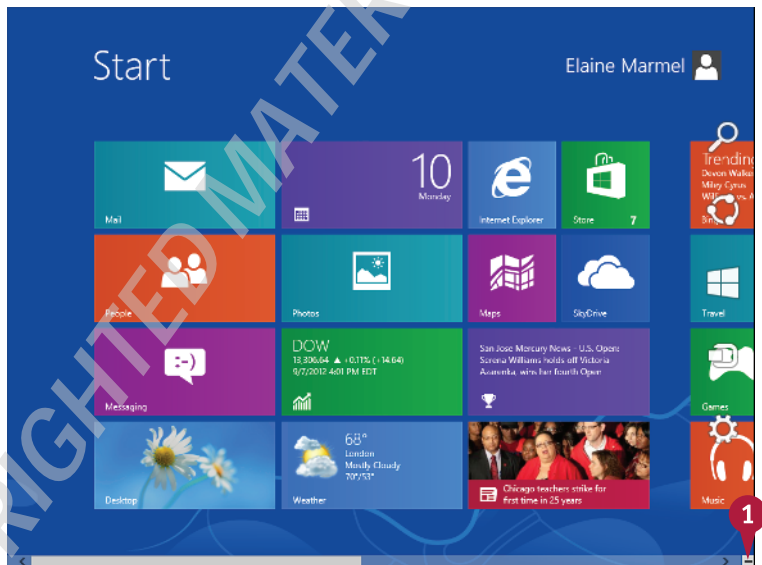 Start
Elaine Marmel
Mail
10
Monday
Internet Explorer
Store 7
Trending
Devon Walke
Miley Cyrus
Bing
People
Photos
Maps
SkyDrive
Travel
Messaging
:-)
DOW
13,306.64 ▲ +0.11% (+14.64)
9/7/2012 4:01 PM EDT
San Jose Mercury News - U.S. Open:
Serena Williams holds off Victoria
Azarenka, wins her fourth Open
Games
Desktop
68°
London
Mostly Cloudy
70°/53°
Weather
Chicago teachers strike for
first time in 25 years
Music
1
RIGHTED MATER